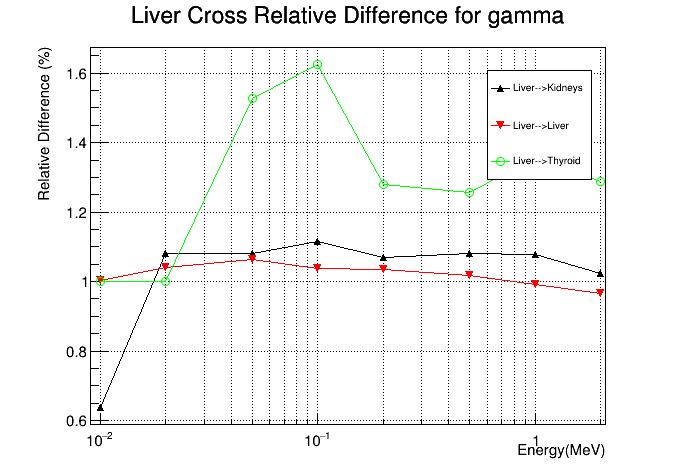 Liver Cross Relative Difference for gamma
Relative Difference (%)
1.6
1.4
1.2
1
0.8
0.6
Liver-->Kidneys
Liver-->Liver
Liver-->Thyroid
10⁻² 10⁻¹ 1
Energy(MeV)